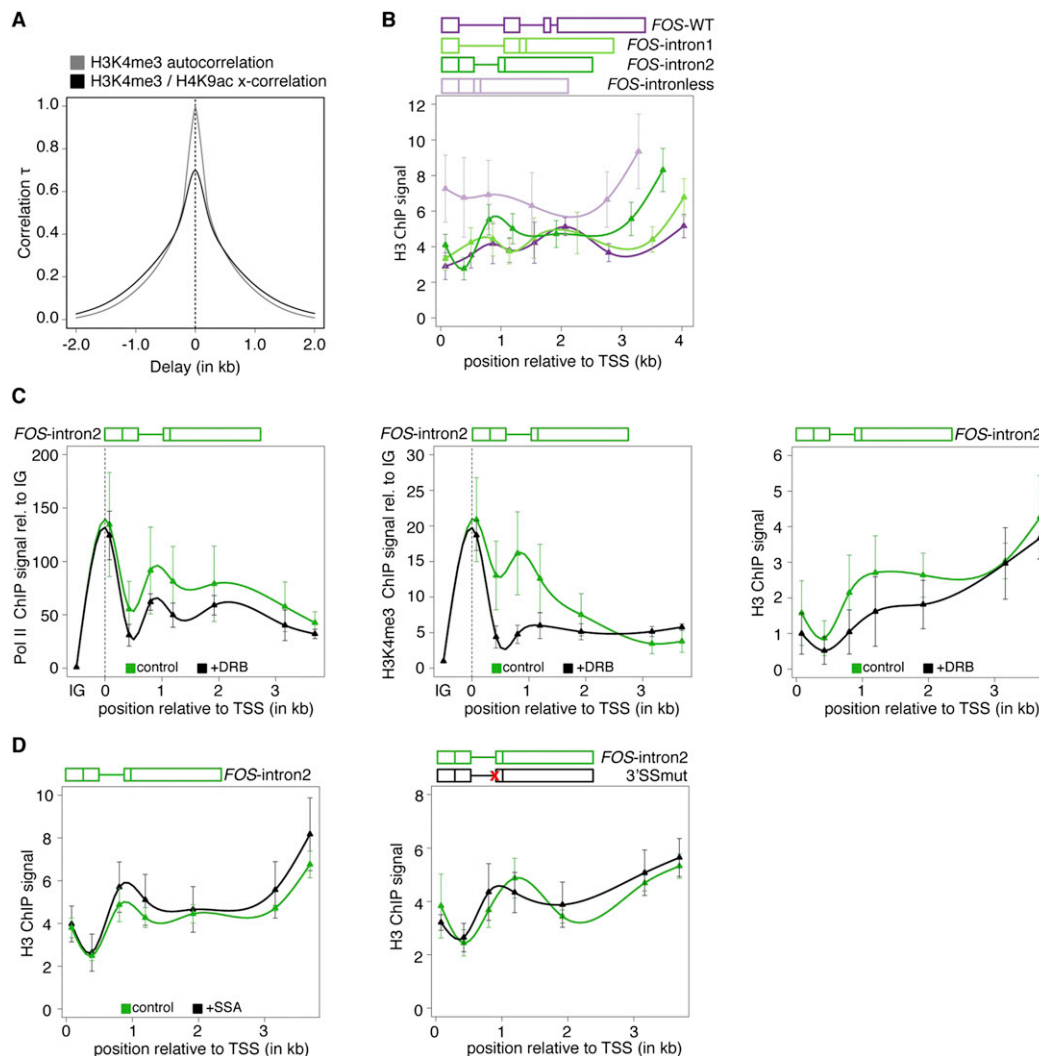 A
H3K4me3 autocorrelation
H3K4me3 / H4K9ac x-correlation
1.0
0.8
0.6
0.4
0.2
0.0
Correlation τ
-2.0 -1.0 0 1.0 2.0
Delay (in kb)
B
FOS-WT
FOS-intron1
FOS-intron2
FOS-intronless
12
10
8
6
4
2
0
H3 ChIP signal
0 1 2 3 4
position relative to TSS (kb)
C
FOS-intron2
200
150
100
50
0
Pol II ChIP signal rel. to IG
control +DRB
IG 0 1 2 3
position relative to TSS (in kb)
FOS-intron2
30
25
20
15
10
5
0
H3K4me3 ChIP signal rel. to IG
control +DRB
IG 0 1 2 3
position relative to TSS (in kb)
FOS-intron2
6
5
4
3
2
1
0
H3 ChIP signal
control +DRB
0 1 2 3
position relative to TSS (in kb)
D
FOS-intron2
10
8
6
4
2
0
H3 ChIP signal
control +SSA
0 1 2 3
position relative to TSS (in kb)
FOS-intron2
3'SSmut
8
6
4
2
0
H3 ChIP signal
0 1 2 3
position relative to TSS (in kb)